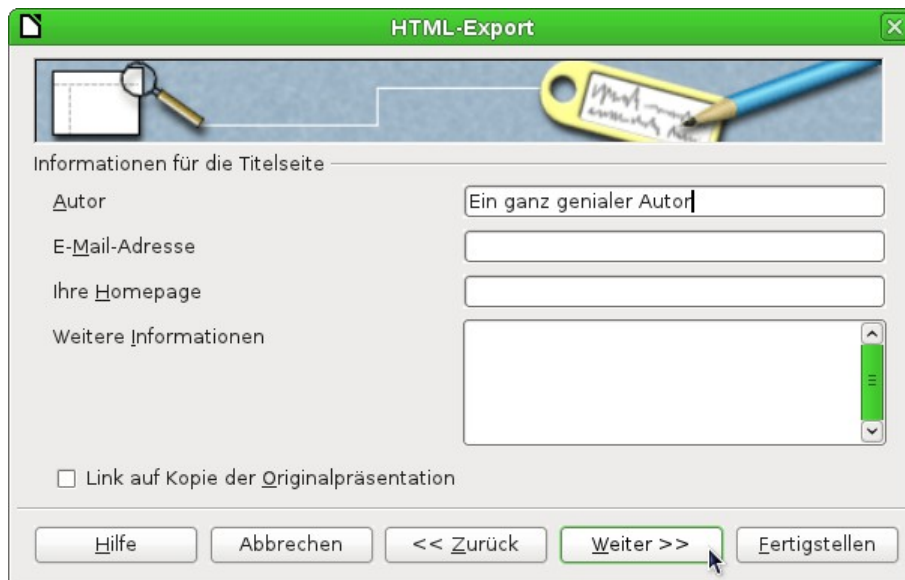 HTML-Export
Informationen für die Titelseite
Autor
Ein ganz genialer Autor
E-Mail-Adresse
Ihre Homepage
Weitere Informationen
Link auf Kopie der Originalpräsentation
Hilfe
Abbrechen
<< Zurück
Weiter >>
Fertigstellen